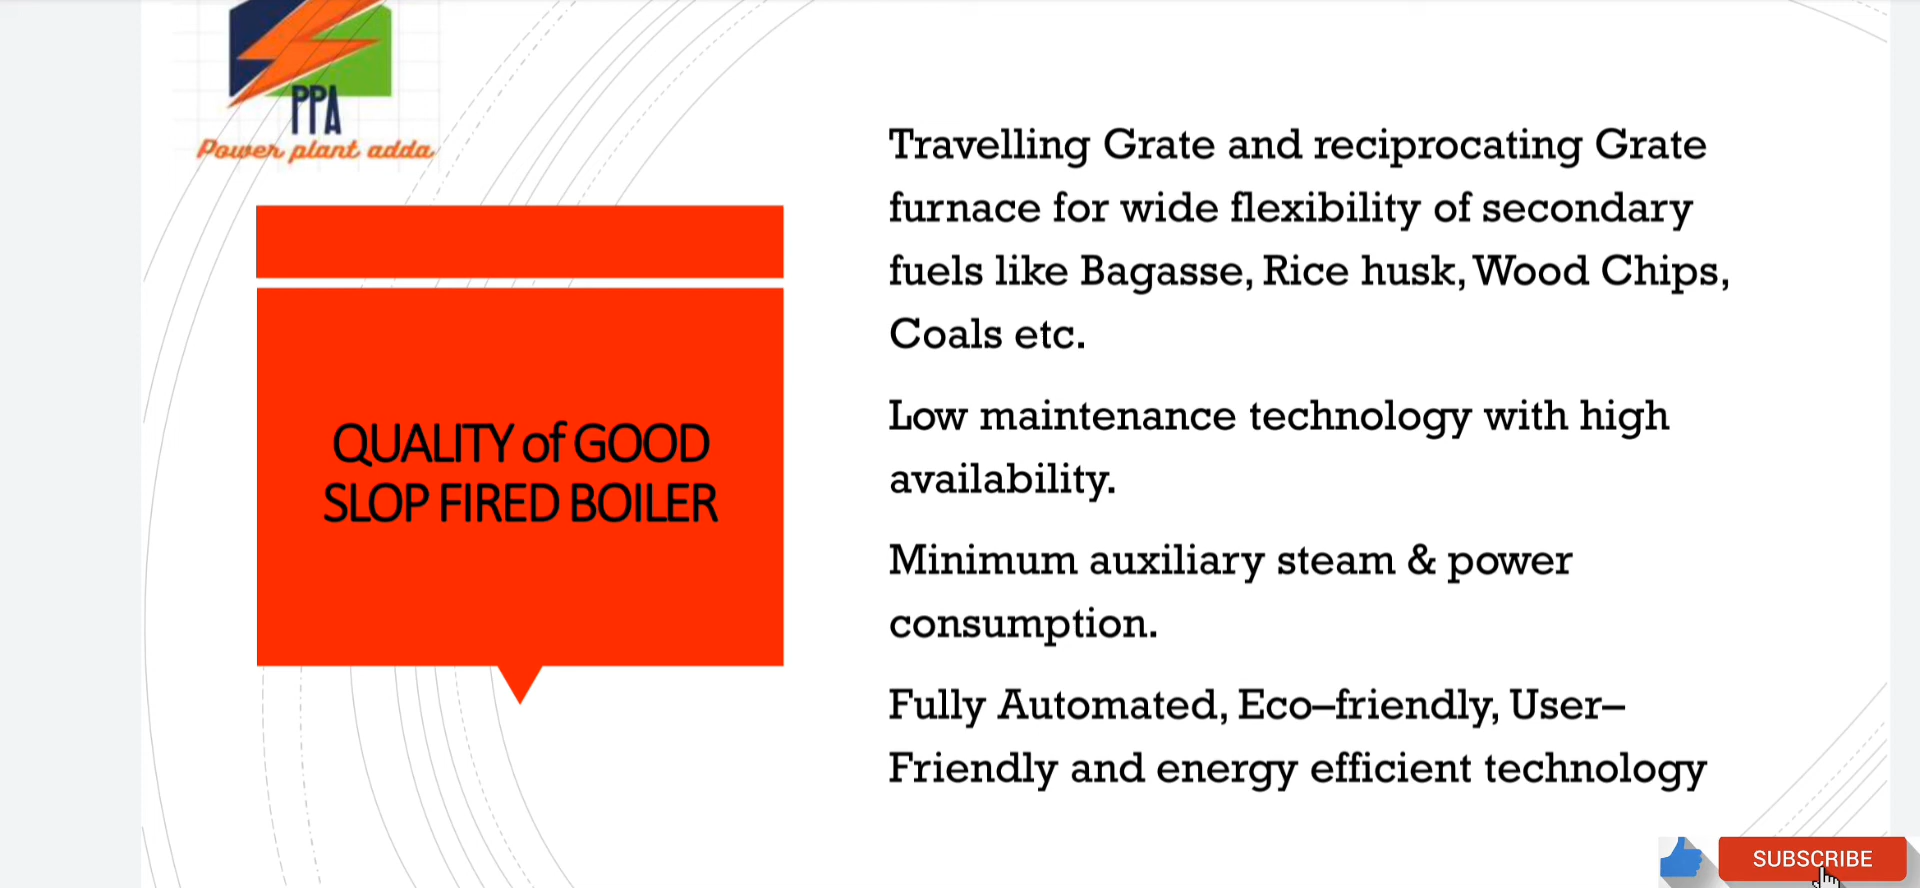 PPA
Power plant adda
QUALITY of GOOD
SLOP FIRED BOILER
Travelling Grate and reciprocating Grate
furnace for wide flexibility of secondary
fuels like Bagasse, Rice husk, Wood Chips,
Coals etc.
Low maintenance technology with high
availability.
Minimum auxiliary steam & power
consumption.
Fully Automated, Eco–friendly, User–
Friendly and energy efficient technology
SUBSCRIBE